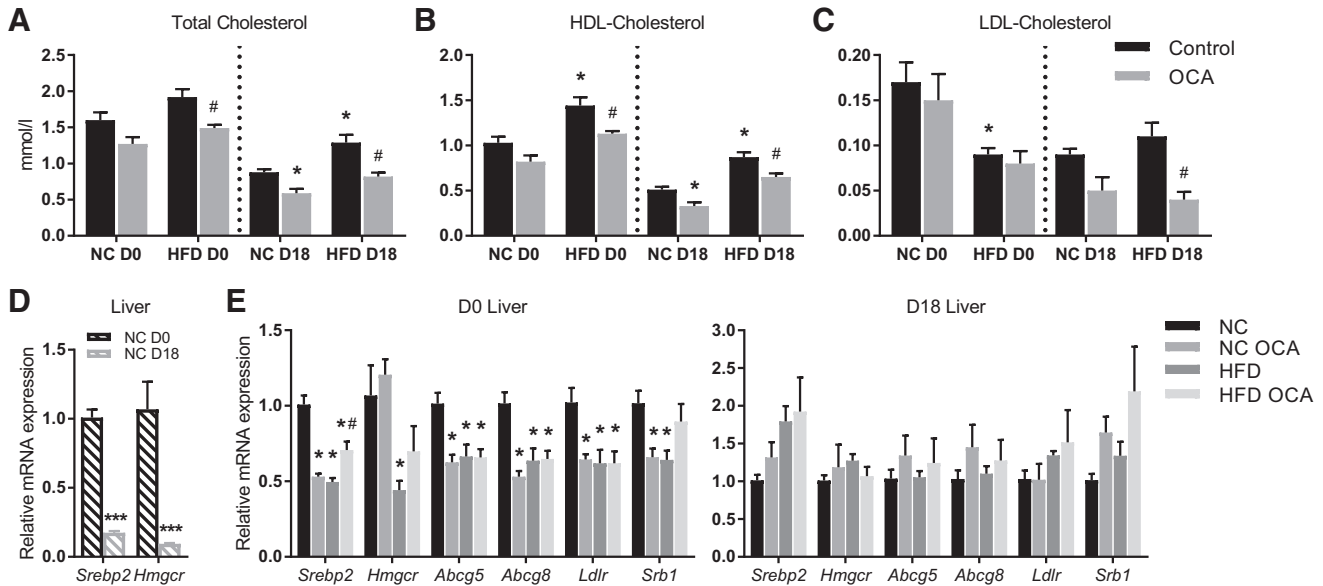 A
Total Cholesterol
mmol/l
2.5
2.0
1.5
1.0
0.5
0.0
#
*
*
#
NC D0 HFD D0 NC D18 HFD D18
B
HDL-Cholesterol
2.0
1.5
1.0
0.5
0.0
*
#
*
*
#
NC D0 HFD D0 NC D18 HFD D18
C
LDL-Cholesterol
0.20
0.15
0.10
0.05
0.00
*
#
NC D0 HFD D0 NC D18 HFD D18
Control
OCA
D
Liver
NC D0
NC D18
Relative mRNA expression
1.5
1.0
0.5
0.0
***
***
Srebp2 Hmgcr
E
D0 Liver
Relative mRNA expression
1.5
1.0
0.5
0.0
* * *#
*
* * *
* * *
* * *
* *
Srebp2 Hmgcr Abcg5 Abcg8 Ldlr Srb1
D18 Liver
3.0
2.5
2.0
1.5
1.0
0.5
0.0
Srebp2 Hmgcr Abcg5 Abcg8 Ldlr Srb1
NC
NC OCA
HFD
HFD OCA